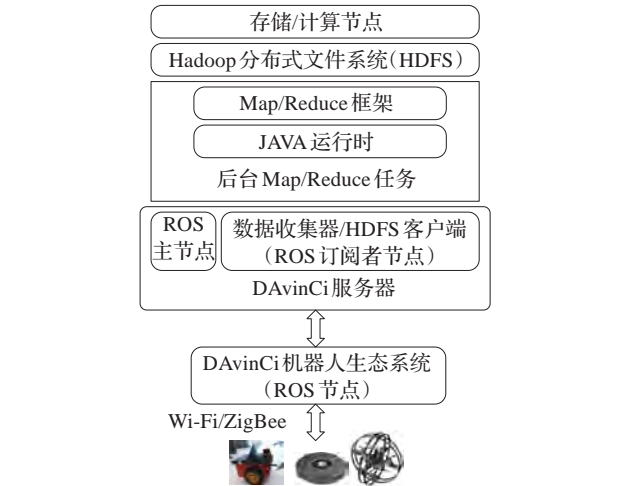 存储/计算节点
Hadoop分布式文件系统（HDFS）
Map/Reduce框架
JAVA运行时
后台Map/Reduce任务
ROS
主节点
数据收集器/HDFS客户端
（ROS订阅者节点）
DAvinCi服务器
DAvinCi机器人生态系统
（ROS节点）
Wi-Fi/ZigBee